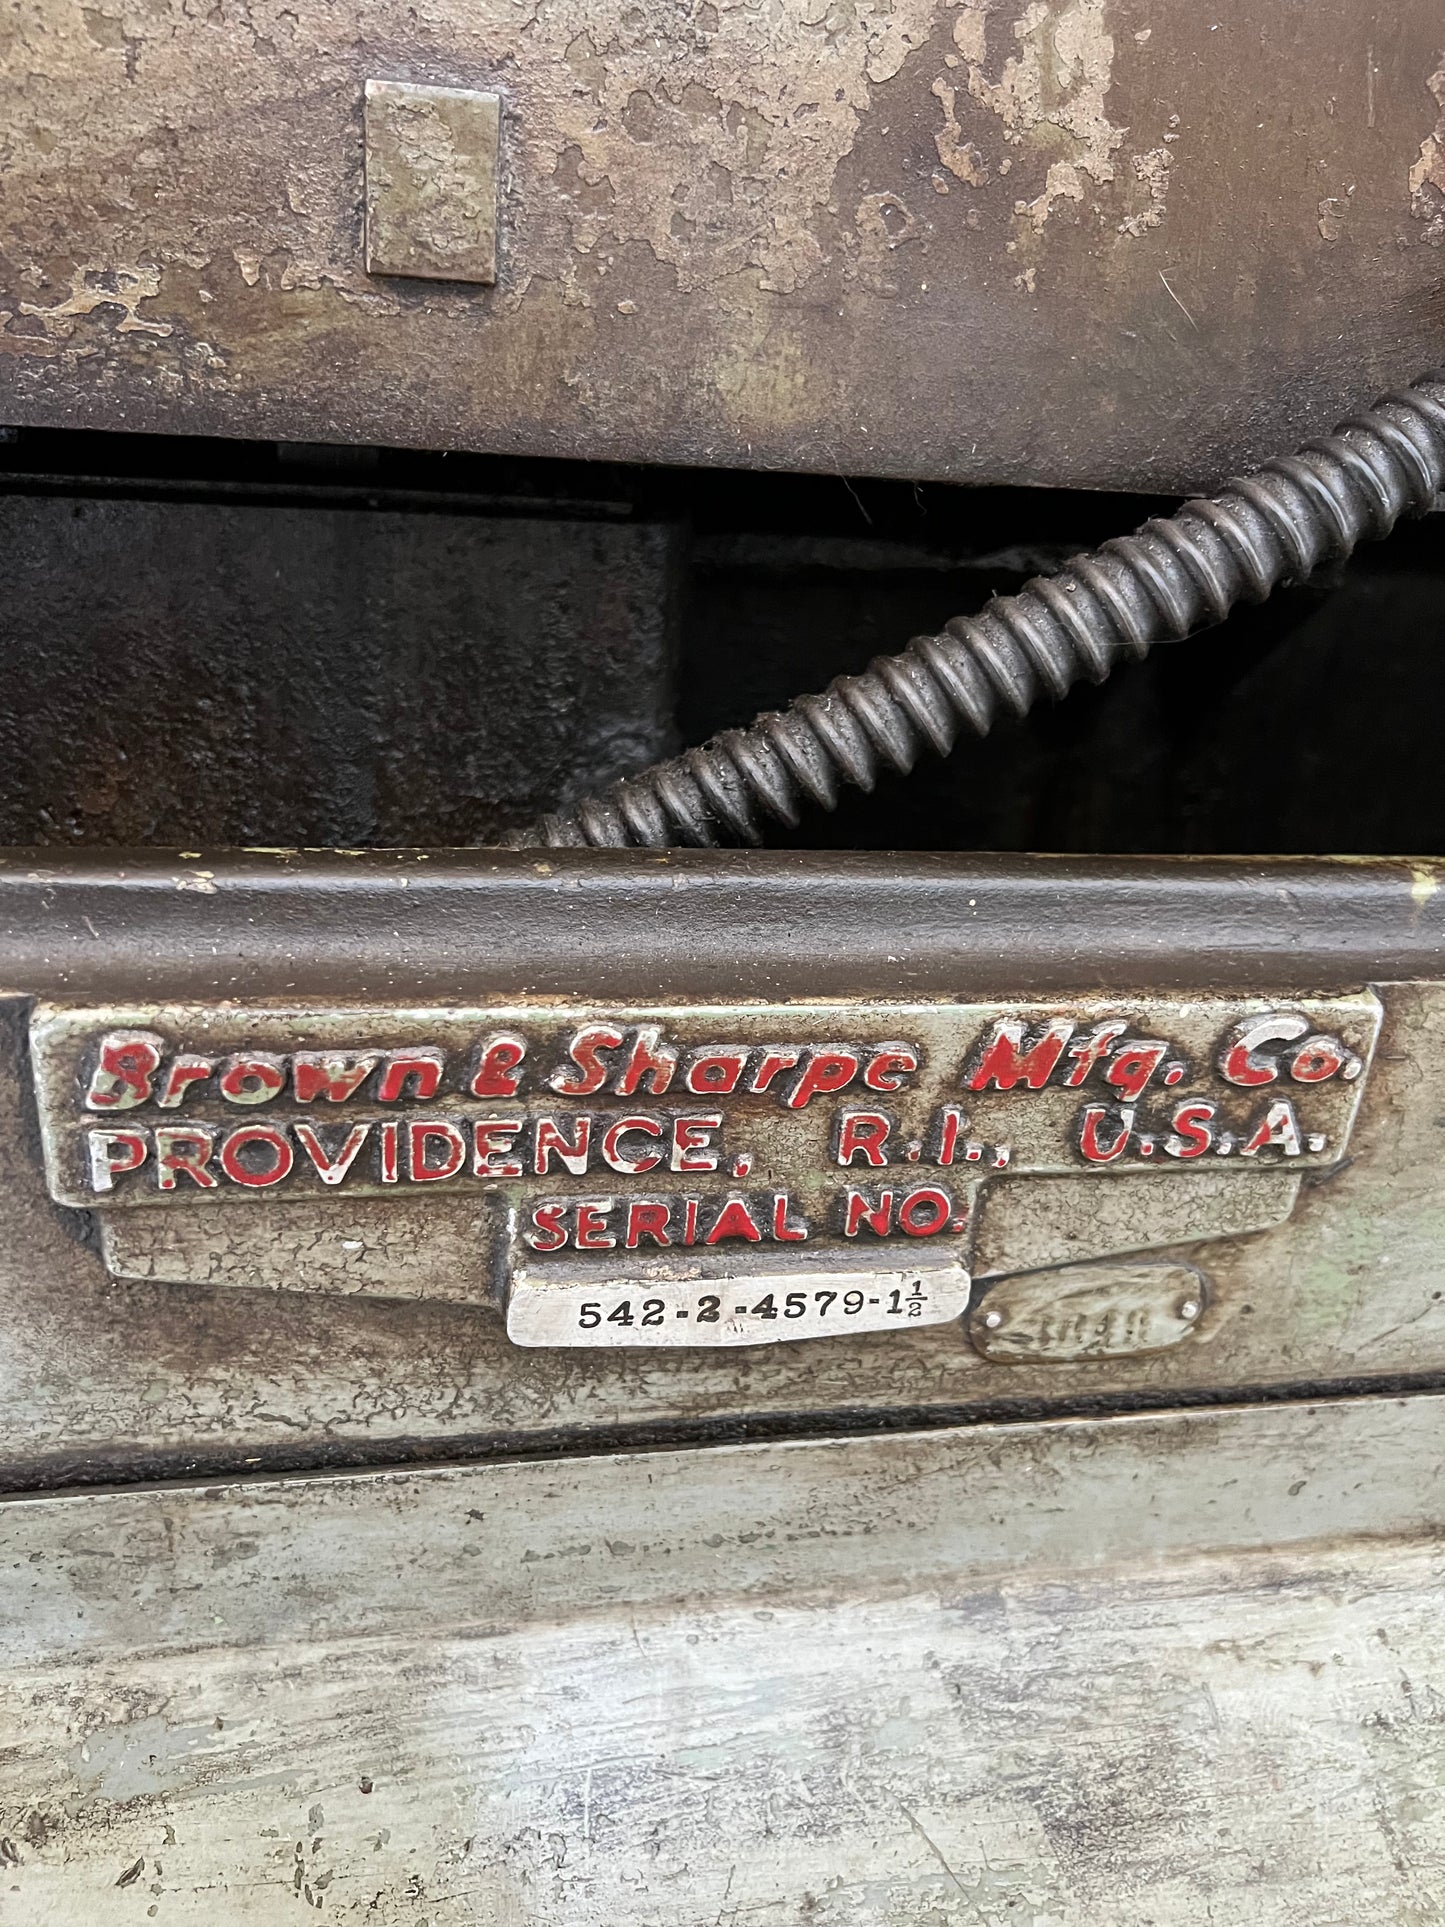 Brown & Sharpe Mfg. Co.
PROVIDENCE, R.I., U.S.A.
SERIAL NO.
542-2-4579-1½